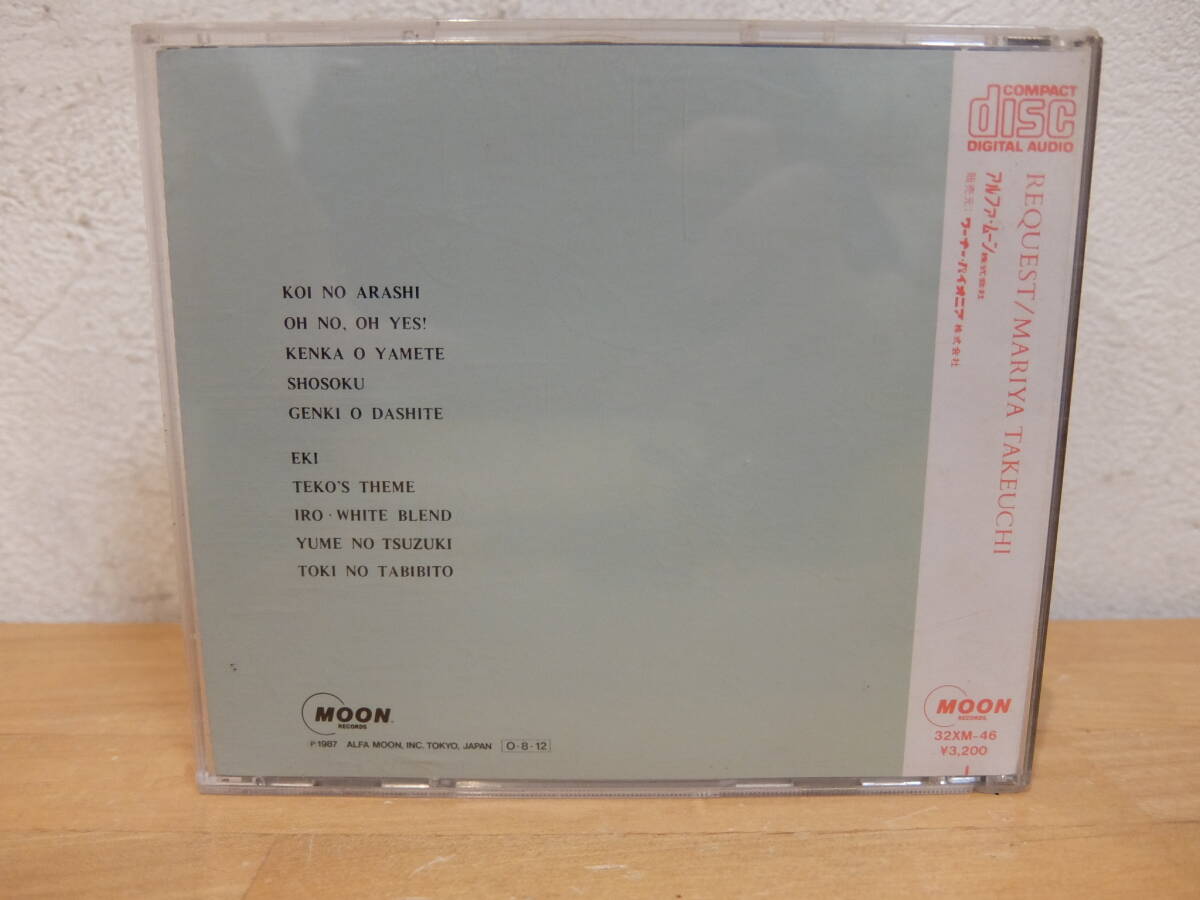 KOI NO ARASHI
OH NO, OH YES!
KENKA O YAMETE
SHOSOKU
GENKI O DASHITE
EKI
TEKO'S THEME
IRO · WHITE BLEND
YUME NO TSUZUKI
TOKI NO TABIBITO
MOON
RECORDS
℗1987 ALFA MOON, INC. TOKYO, JAPAN O·8·12
COMPACT
disc
DIGITAL AUDIO
REQUEST/MARIYA TAKEUCHI
アルファ・ムーン株式会社
販売元:ワーナー・パイオニア株式会社
MOON
RECORDS
32XM-46
¥3,200